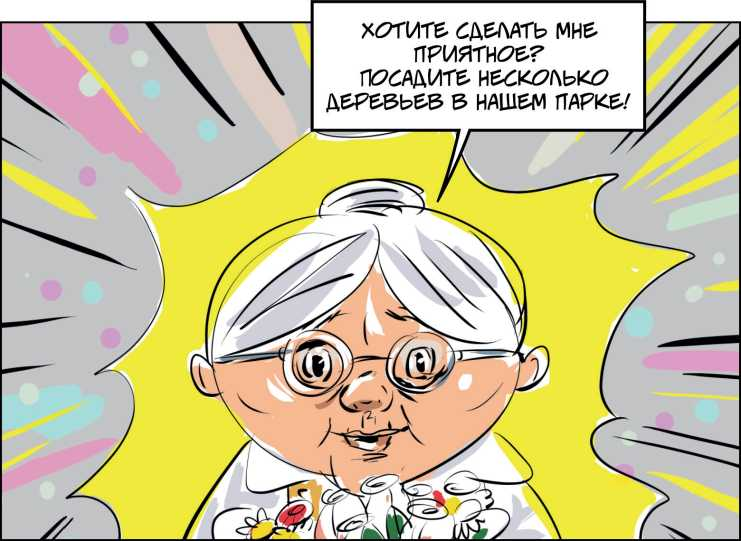 ХОТИТЕ СДЕЛАТЬ МНЕ
ПРИЯТНОЕ?
ПОСАДИТЕ НЕСКОЛЬКО
ДЕРЕВЬЕВ В НАШЕМ ПАРКЕ!